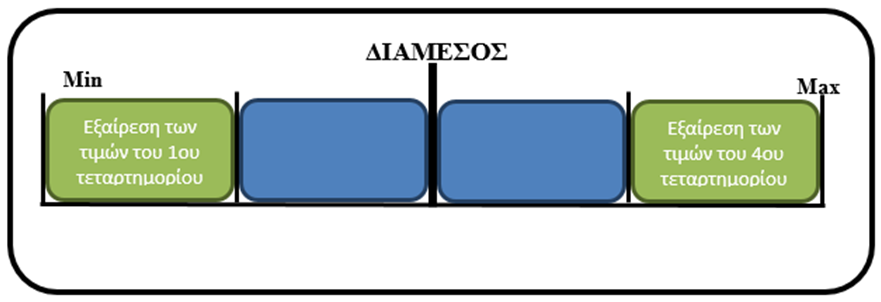 ΔΙΑΜΕΣΟΣ
Min
Max
Εξαίρεση των
τιμών του 1ου
τεταρτημορίου
Εξαίρεση των
τιμών του 4ου
τεταρτημορίου